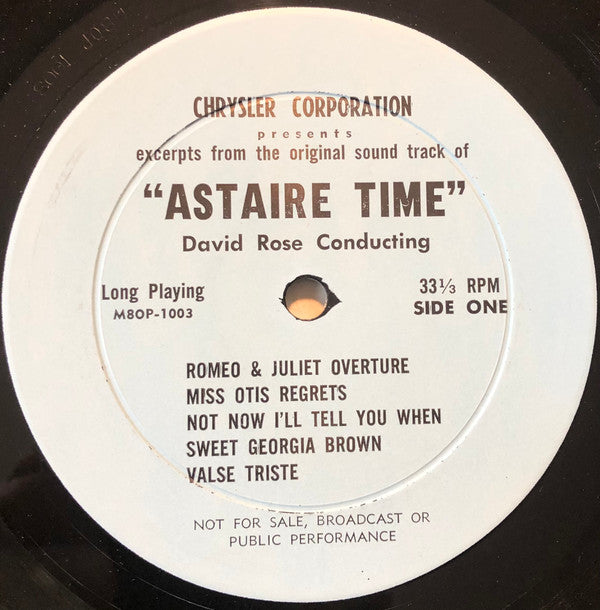 CHRYSLER CORPORATION
presents
excerpts from the original sound track of
"ASTAIRE TIME"
David Rose Conducting
Long Playing
M8OP-1003
33⅓ RPM
SIDE ONE
ROMEO & JULIET OVERTURE
MISS OTIS REGRETS
NOT NOW I'LL TELL YOU WHEN
SWEET GEORGIA BROWN
VALSE TRISTE
NOT FOR SALE, BROADCAST OR
PUBLIC PERFORMANCE